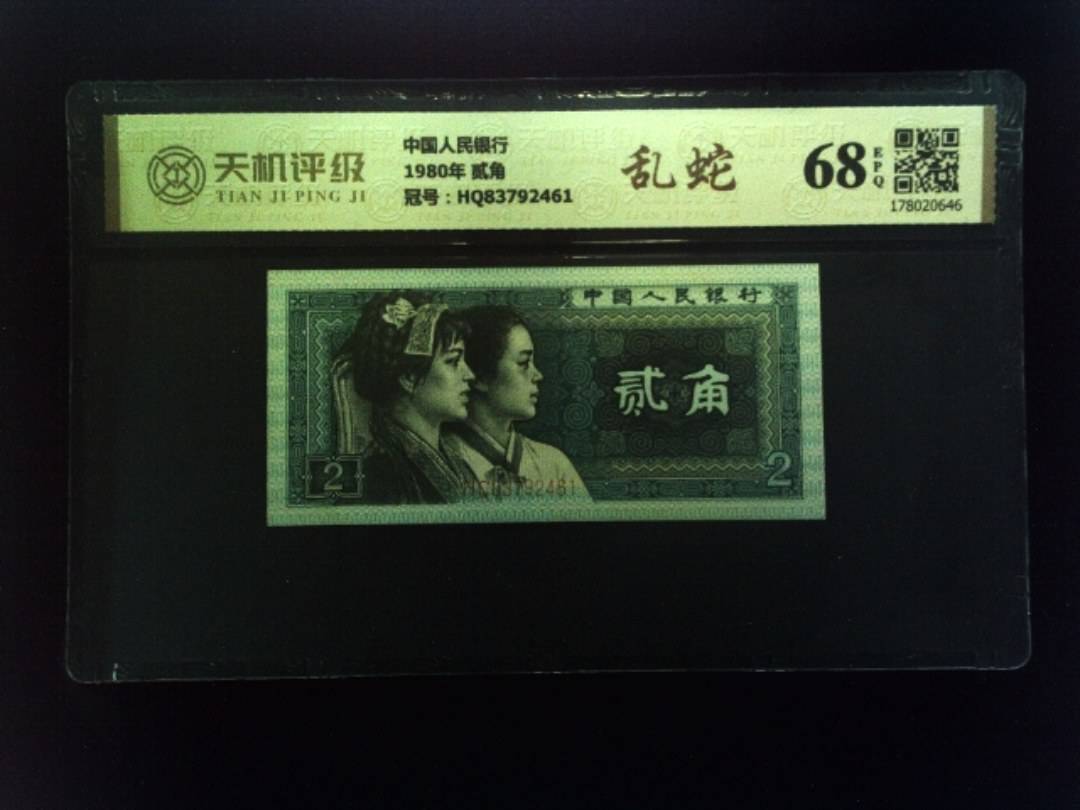 天机评级
TIAN JI PING JI
中国人民银行
1980年 贰角
冠号：HQ83792461
乱蛇
68
EPQ
178020646
中国人民银行
贰角
2
2
HQ83792461